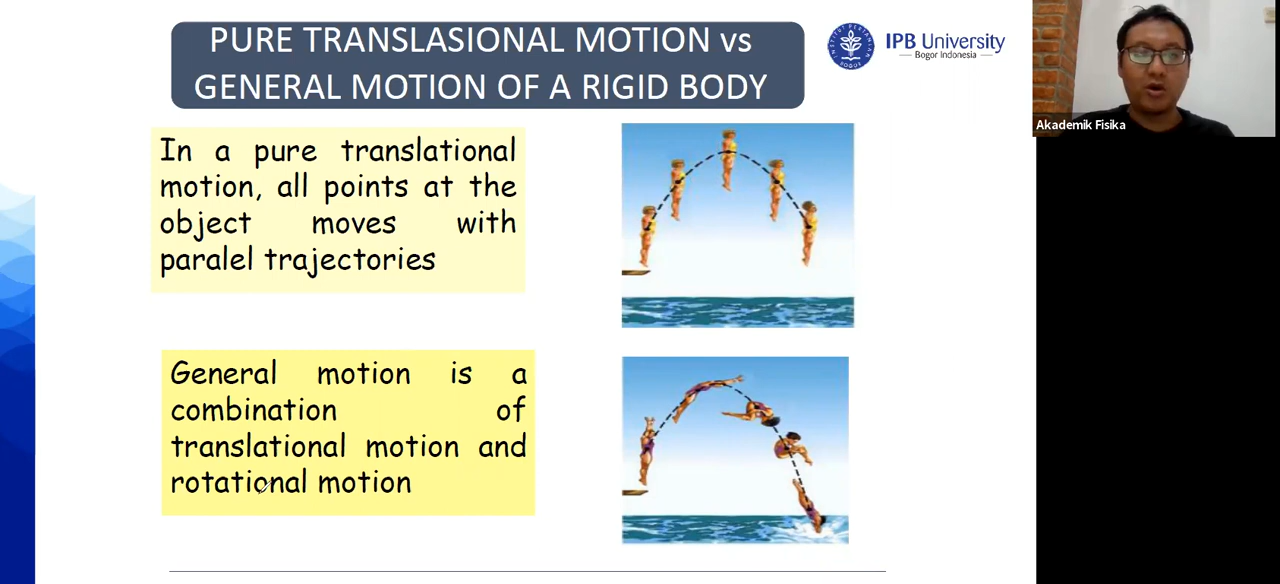 PURE TRANSLASIONAL MOTION vs
GENERAL MOTION OF A RIGID BODY
IPB University
Bogor Indonesia
Akademik Fisika
In a pure translational
motion, all points at the
object moves with
paralel trajectories
General motion is a
combination of
translational motion and
rotational motion